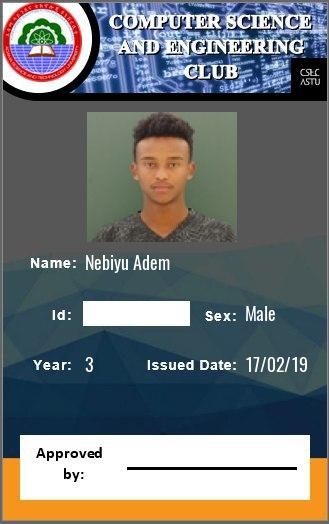 COMPUTER SCIENCE
AND ENGINEERING
CLUB
CSEC
ASTU
Name: Nebiyu Adem
Id:
Sex: Male
Year: 3
Issued Date: 17/02/19
Approved
by: